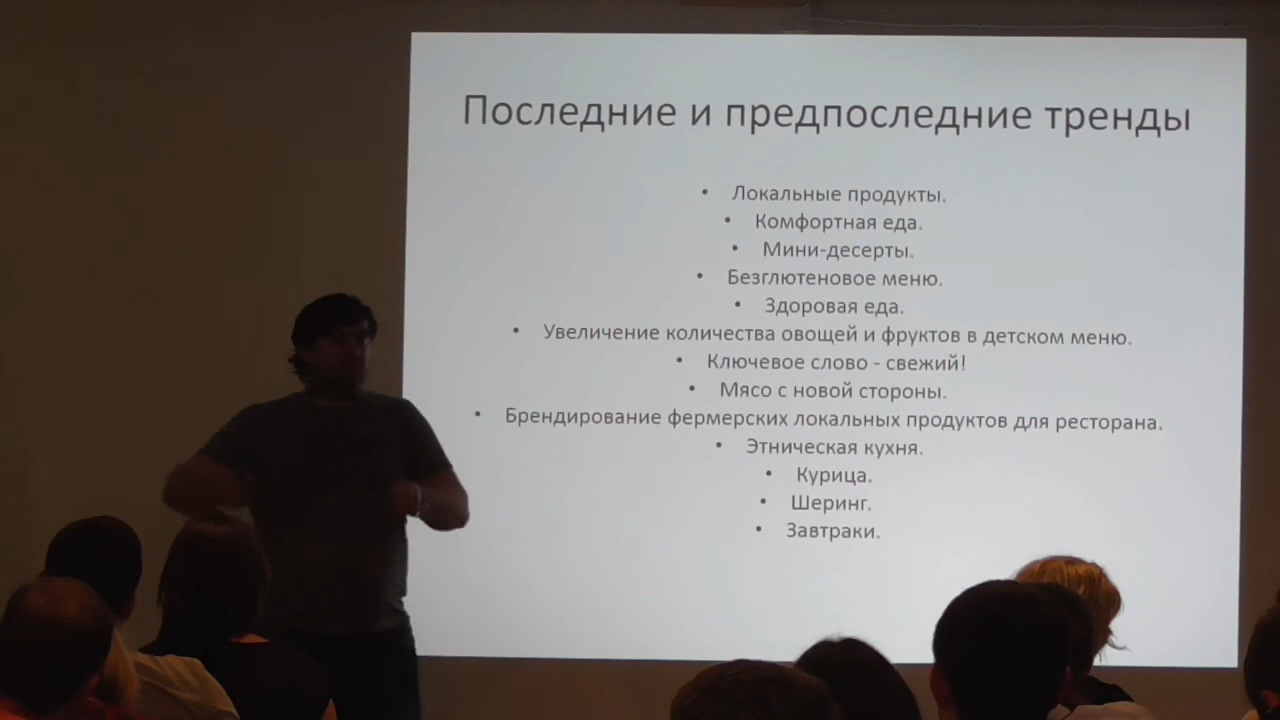 Последние и предпоследние тренды
• Локальные продукты.
• Комфортная еда.
• Мини-десерты.
• Безглютеновое меню.
• Здоровая еда.
• Увеличение количества овощей и фруктов в детском меню.
• Ключевое слово - свежий!
• Мясо с новой стороны.
• Брендирование фермерских локальных продуктов для ресторана.
• Этническая кухня.
• Курица.
• Шеринг.
• Завтраки.